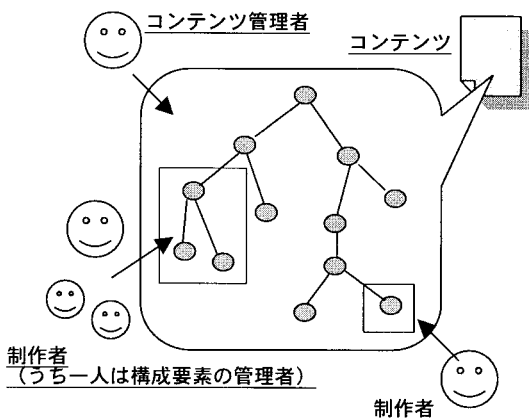 コンテンツ管理者
コンテンツ
制作者
（うち一人は構成要素の管理者）
制作者